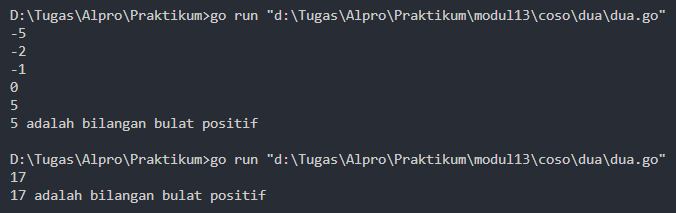 D:\Tugas\Alpro\Praktikum>go run "d:\Tugas\Alpro\Praktikum\modul13\coso\dua\dua.go"
-5
-2
-1
0
5
5 adalah bilangan bulat positif
D:\Tugas\Alpro\Praktikum>go run "d:\Tugas\Alpro\Praktikum\modul13\coso\dua\dua.go"
17
17 adalah bilangan bulat positif